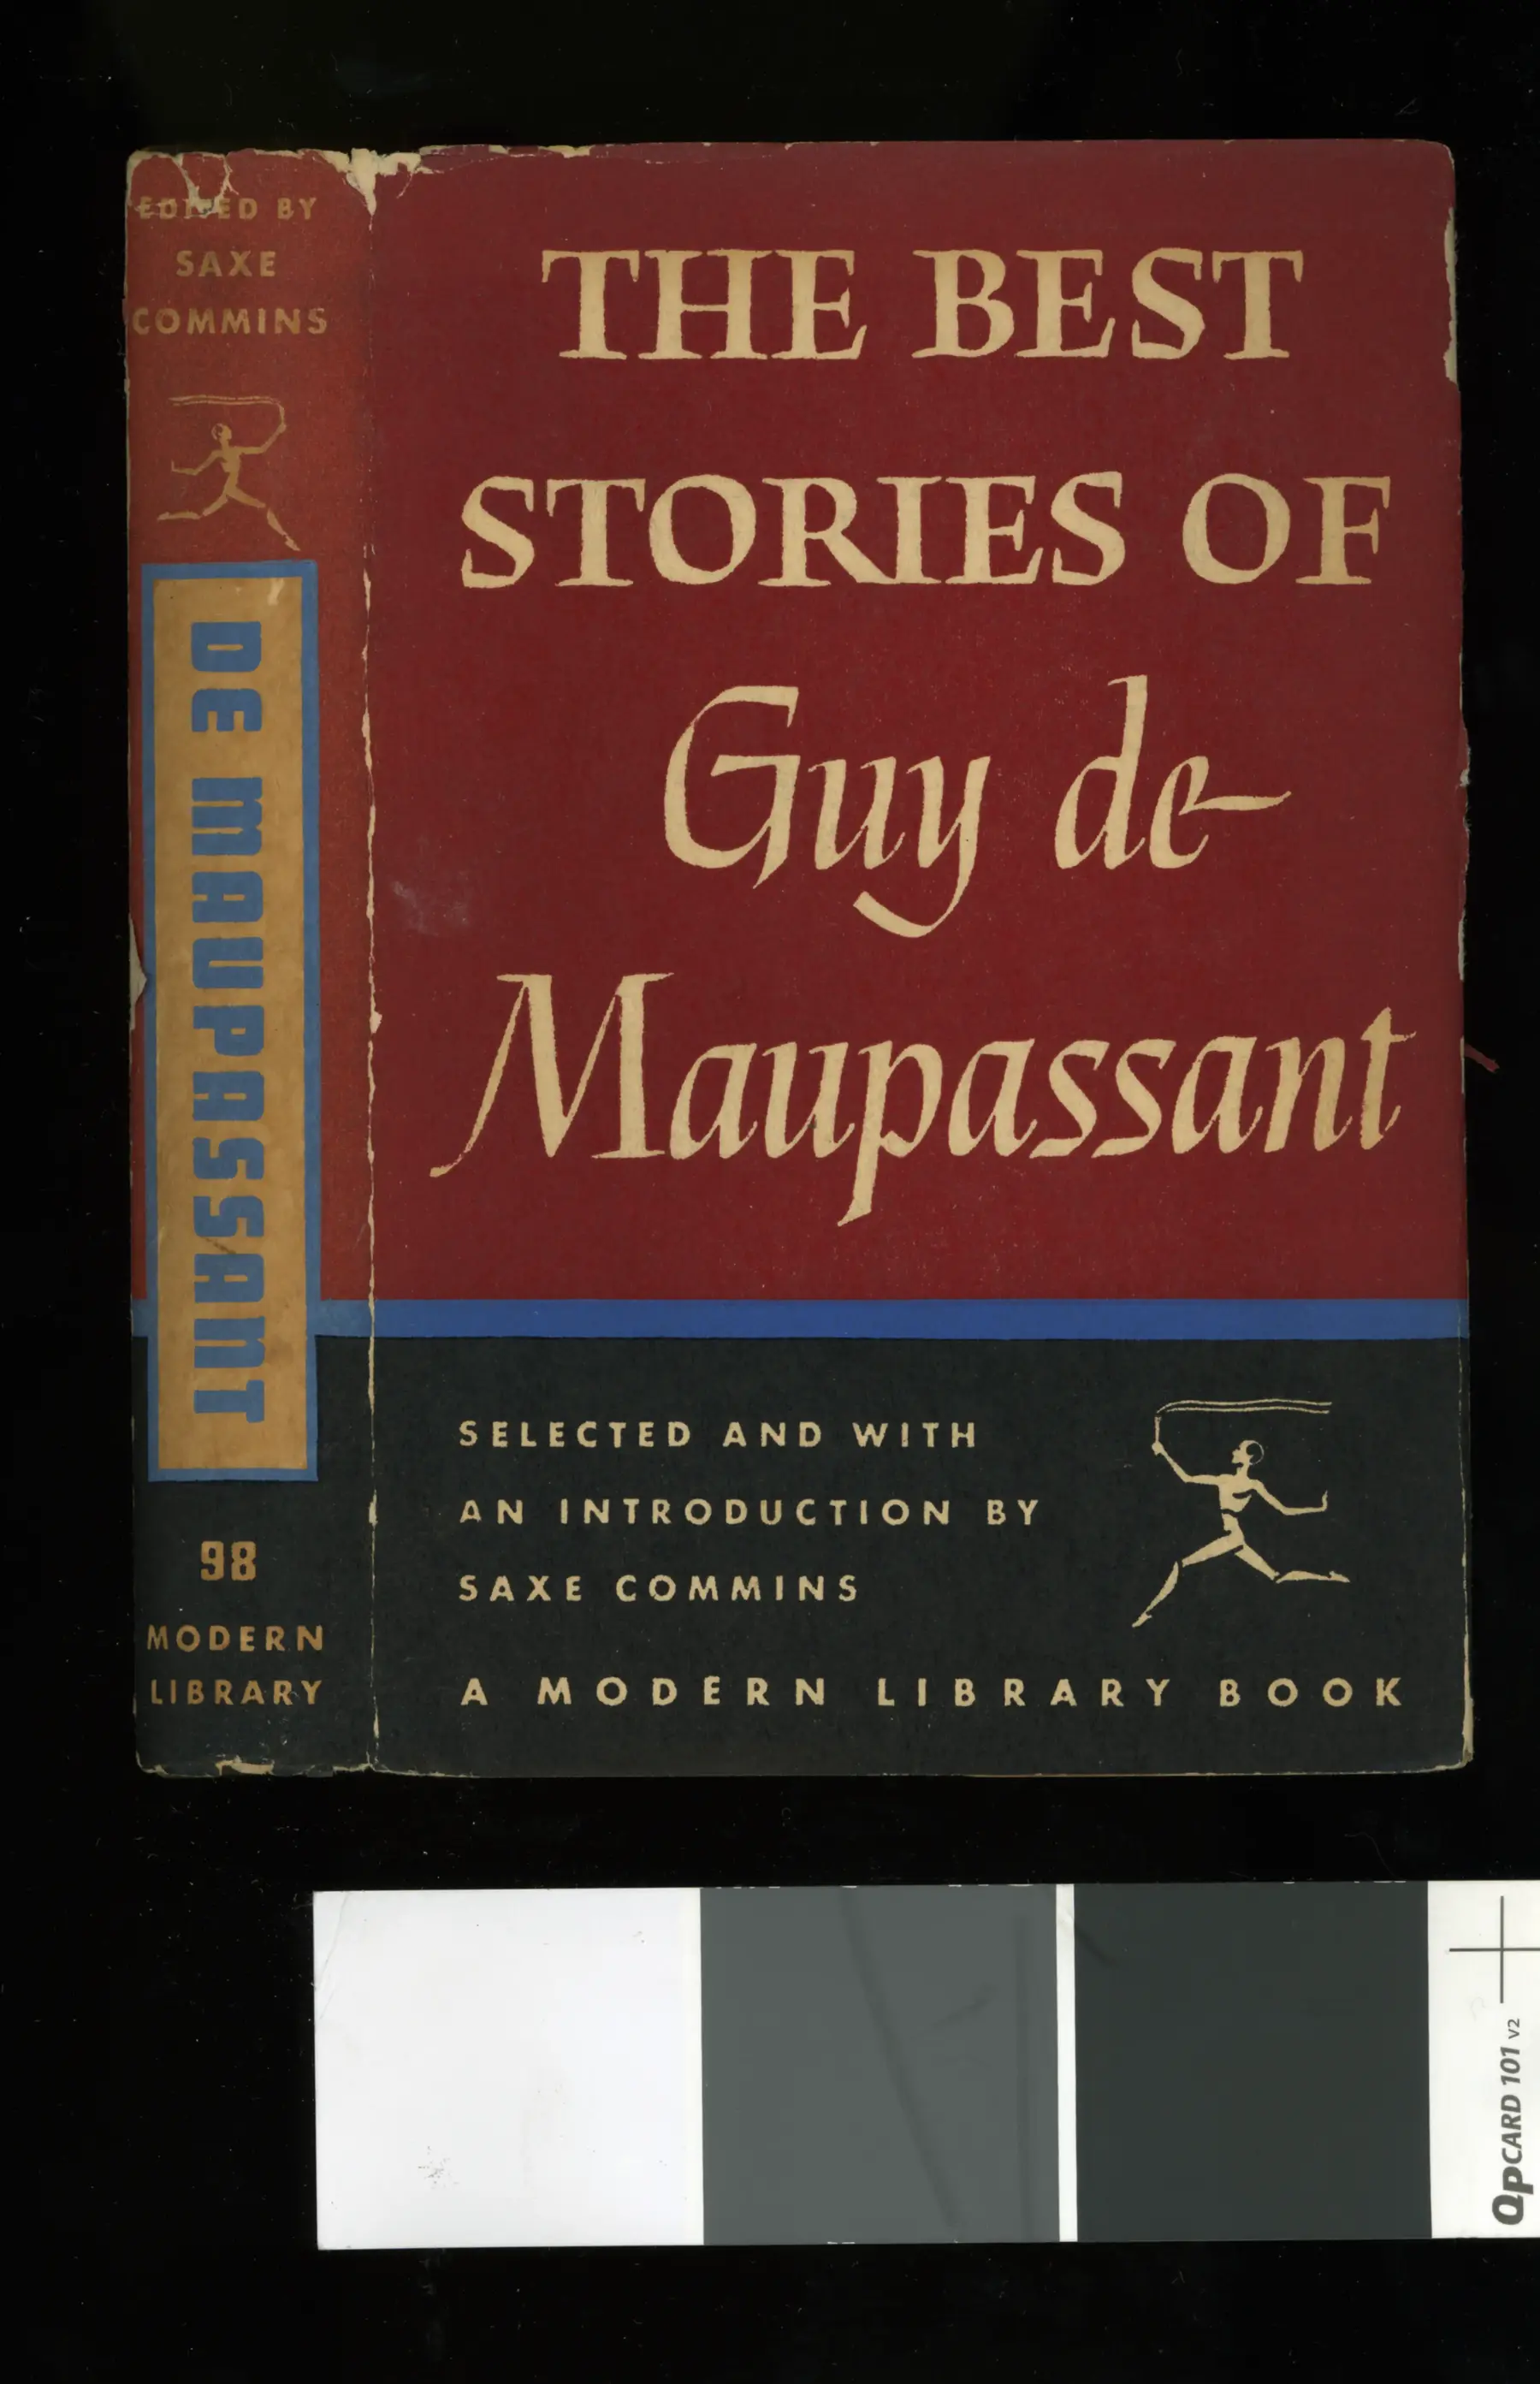 EDITED BY
SAXE
COMMINS
DE MAUPASSANT
98
MODERN
LIBRARY
THE BEST
STORIES OF
Guy de
Maupassant
SELECTED AND WITH
AN INTRODUCTION BY
SAXE COMMINS
A MODERN LIBRARY BOOK
QPCARD 101 V2